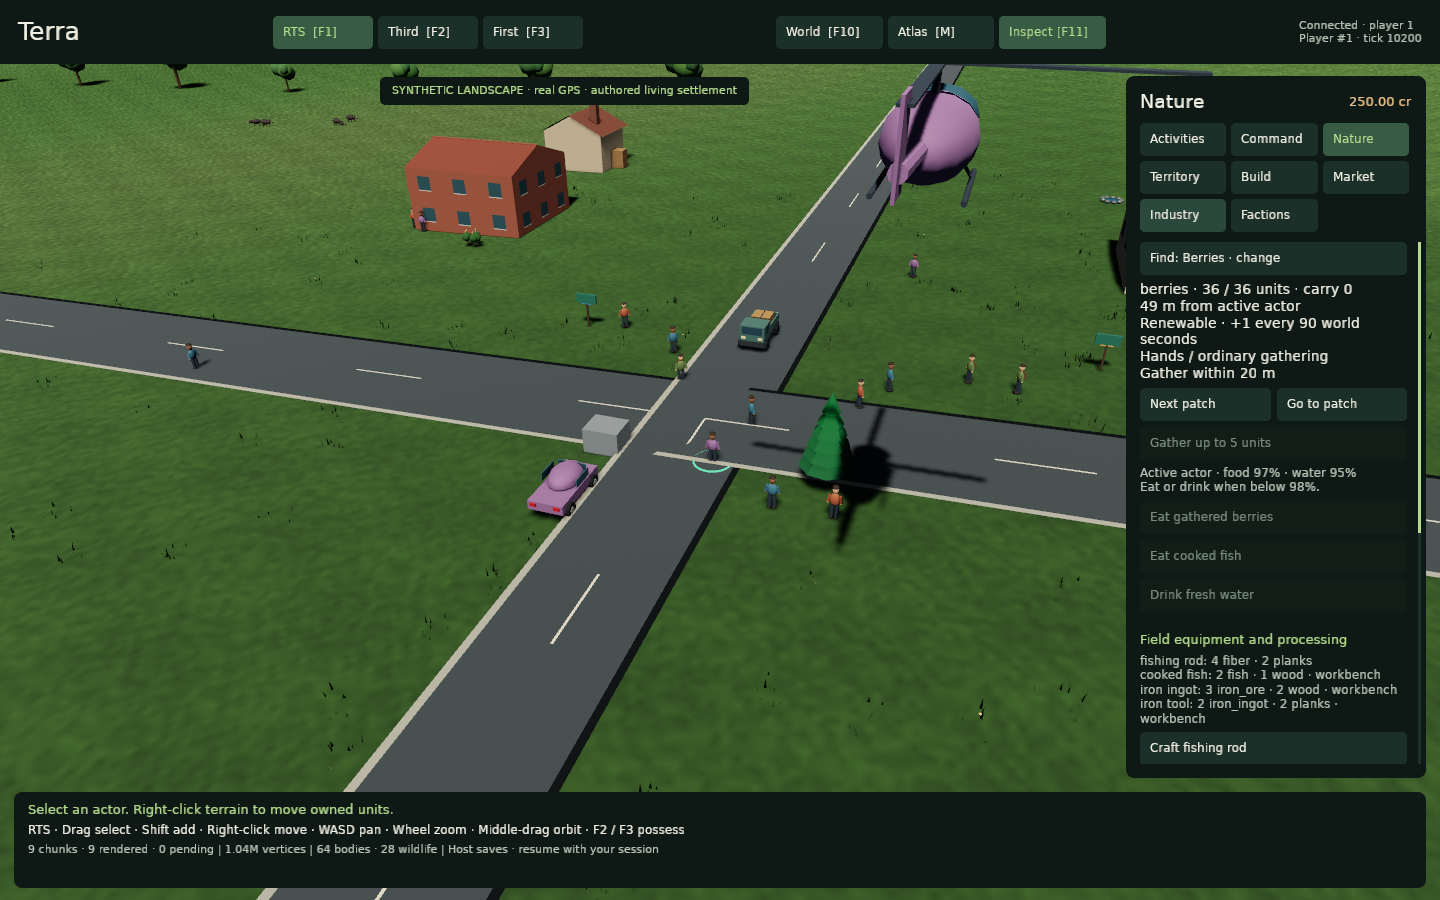 Terra
RTS [F1]
Third [F2]
First [F3]
World [F10]
Atlas [M]
Inspect [F11]
Connected · player 1
Player #1 · tick 10200
SYNTHETIC LANDSCAPE · real GPS · authored living settlement
Nature
250.00 cr
Activities
Command
Nature
Territory
Build
Market
Industry
Factions
Find: Berries · change
berries · 36 / 36 units · carry 0
49 m from active actor
Renewable · +1 every 90 world
seconds
Hands / ordinary gathering
Gather within 20 m
Next patch
Go to patch
Gather up to 5 units
Active actor · food 97% · water 95%
Eat or drink when below 98%.
Eat gathered berries
Eat cooked fish
Drink fresh water
Field equipment and processing
fishing rod: 4 fiber · 2 planks
cooked fish: 2 fish · 1 wood · workbench
iron ingot: 3 iron_ore · 2 wood · workbench
iron tool: 2 iron_ingot · 2 planks ·
workbench
Craft fishing rod
Select an actor. Right-click terrain to move owned units.
RTS · Drag select · Shift add · Right-click move · WASD pan · Wheel zoom · Middle-drag orbit · F2 / F3 possess
9 chunks · 9 rendered · 0 pending | 1.04M vertices | 64 bodies · 28 wildlife | Host saves · resume with your session